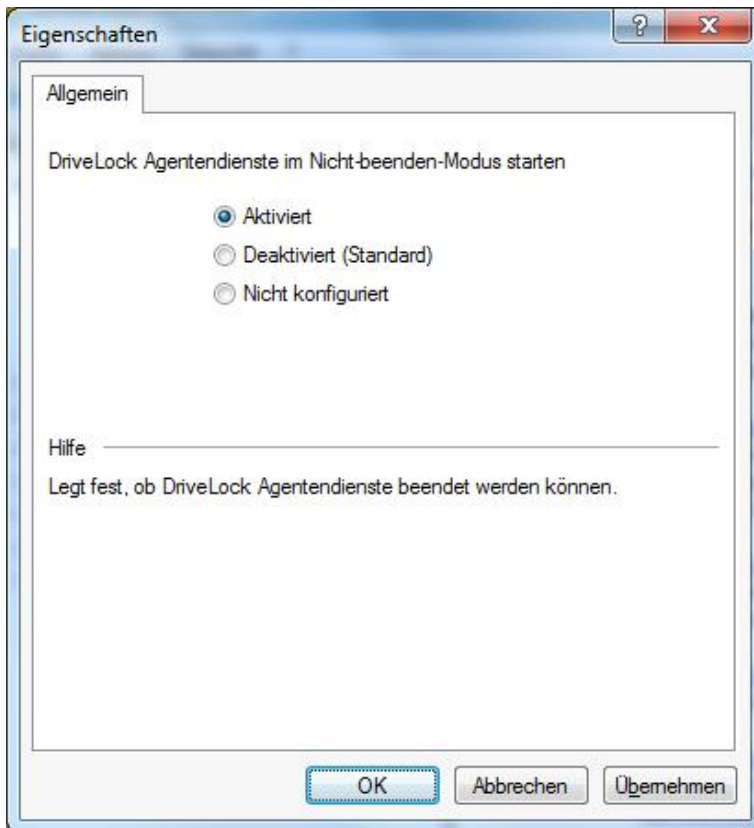 Eigenschaften
Allgemein
DriveLock Agentendienste im Nicht-beenden-Modus starten
Aktiviert
Deaktiviert (Standard)
Nicht konfiguriert
Hilfe
Legt fest, ob DriveLock Agentendienste beendet werden können.
OK Abbrechen Übernehmen